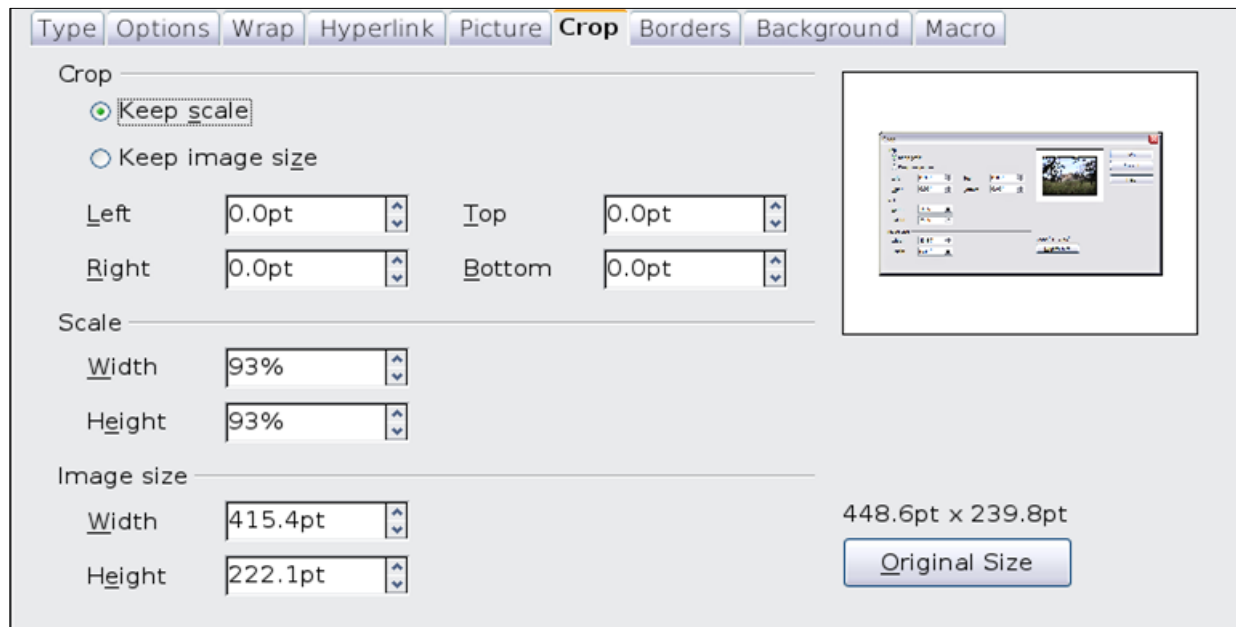 Type Options Wrap Hyperlink Picture Crop Borders Background Macro
Crop
Keep scale
Keep image size
Left 0.0pt Top 0.0pt
Right 0.0pt Bottom 0.0pt
Scale
Width 93%
Height 93%
Image size
Width 415.4pt 448.6pt x 239.8pt
Height 222.1pt Original Size